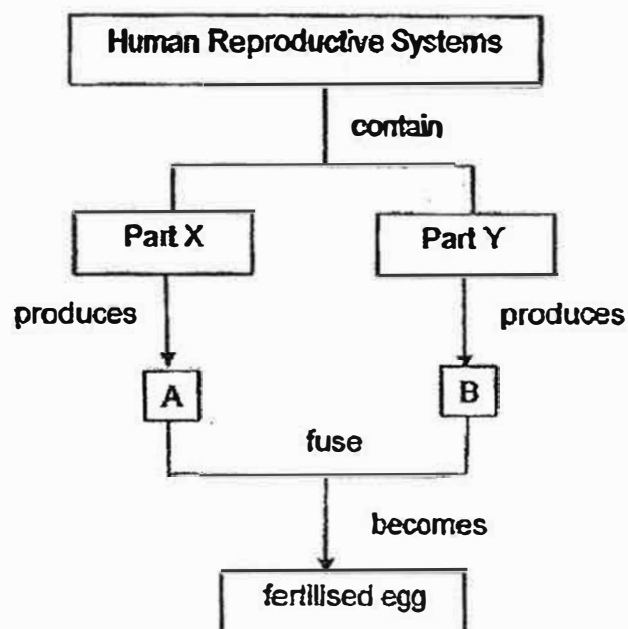 Human Reproductive Systems
contain
Part X
Part Y
produces
produces
A
B
fuse
becomes
fertilised egg